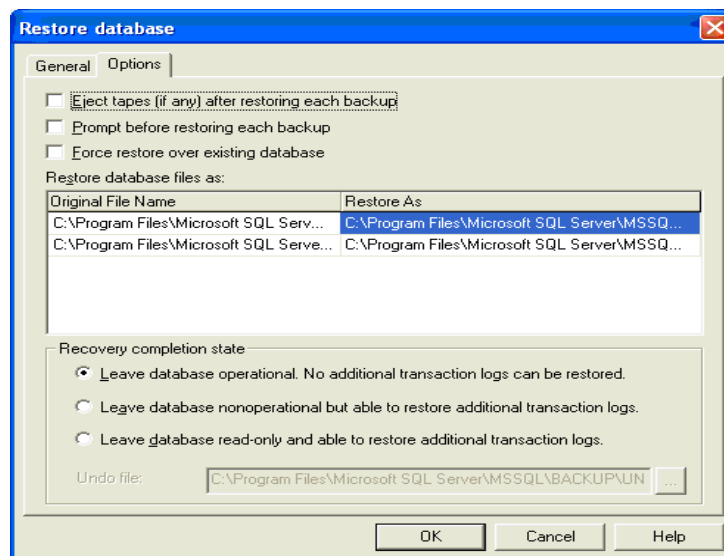 Restore database
General Options
Eject tapes (if any) after restoring each backup
Prompt before restoring each backup
Force restore over existing database
Restore database files as:
Original File Name Restore As
C:\Program Files\Microsoft SQL Serv... C:\Program Files\Microsoft SQL Server\MSSQ...
C:\Program Files\Microsoft SQL Serve... C:\Program Files\Microsoft SQL Server\MSSQ...
Recovery completion state
Leave database operational. No additional transaction logs can be restored.
Leave database nonoperational but able to restore additional transaction logs.
Leave database read-only and able to restore additional transaction logs.
Undo file: C:\Program Files\Microsoft SQL Server\MSSQL\BACKUP\UN ...
OK Cancel Help